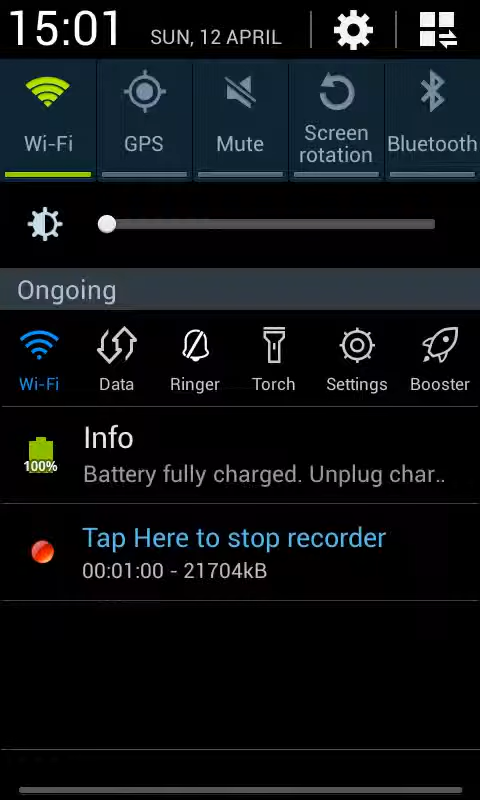 15:01 SUN, 12 APRIL
Wi-Fi GPS Mute Screen rotation Bluetooth
Ongoing
Wi-Fi Data Ringer Torch Settings Booster
Info
100%
Battery fully charged. Unplug char..
Tap Here to stop recorder
00:01:00 - 21704kB